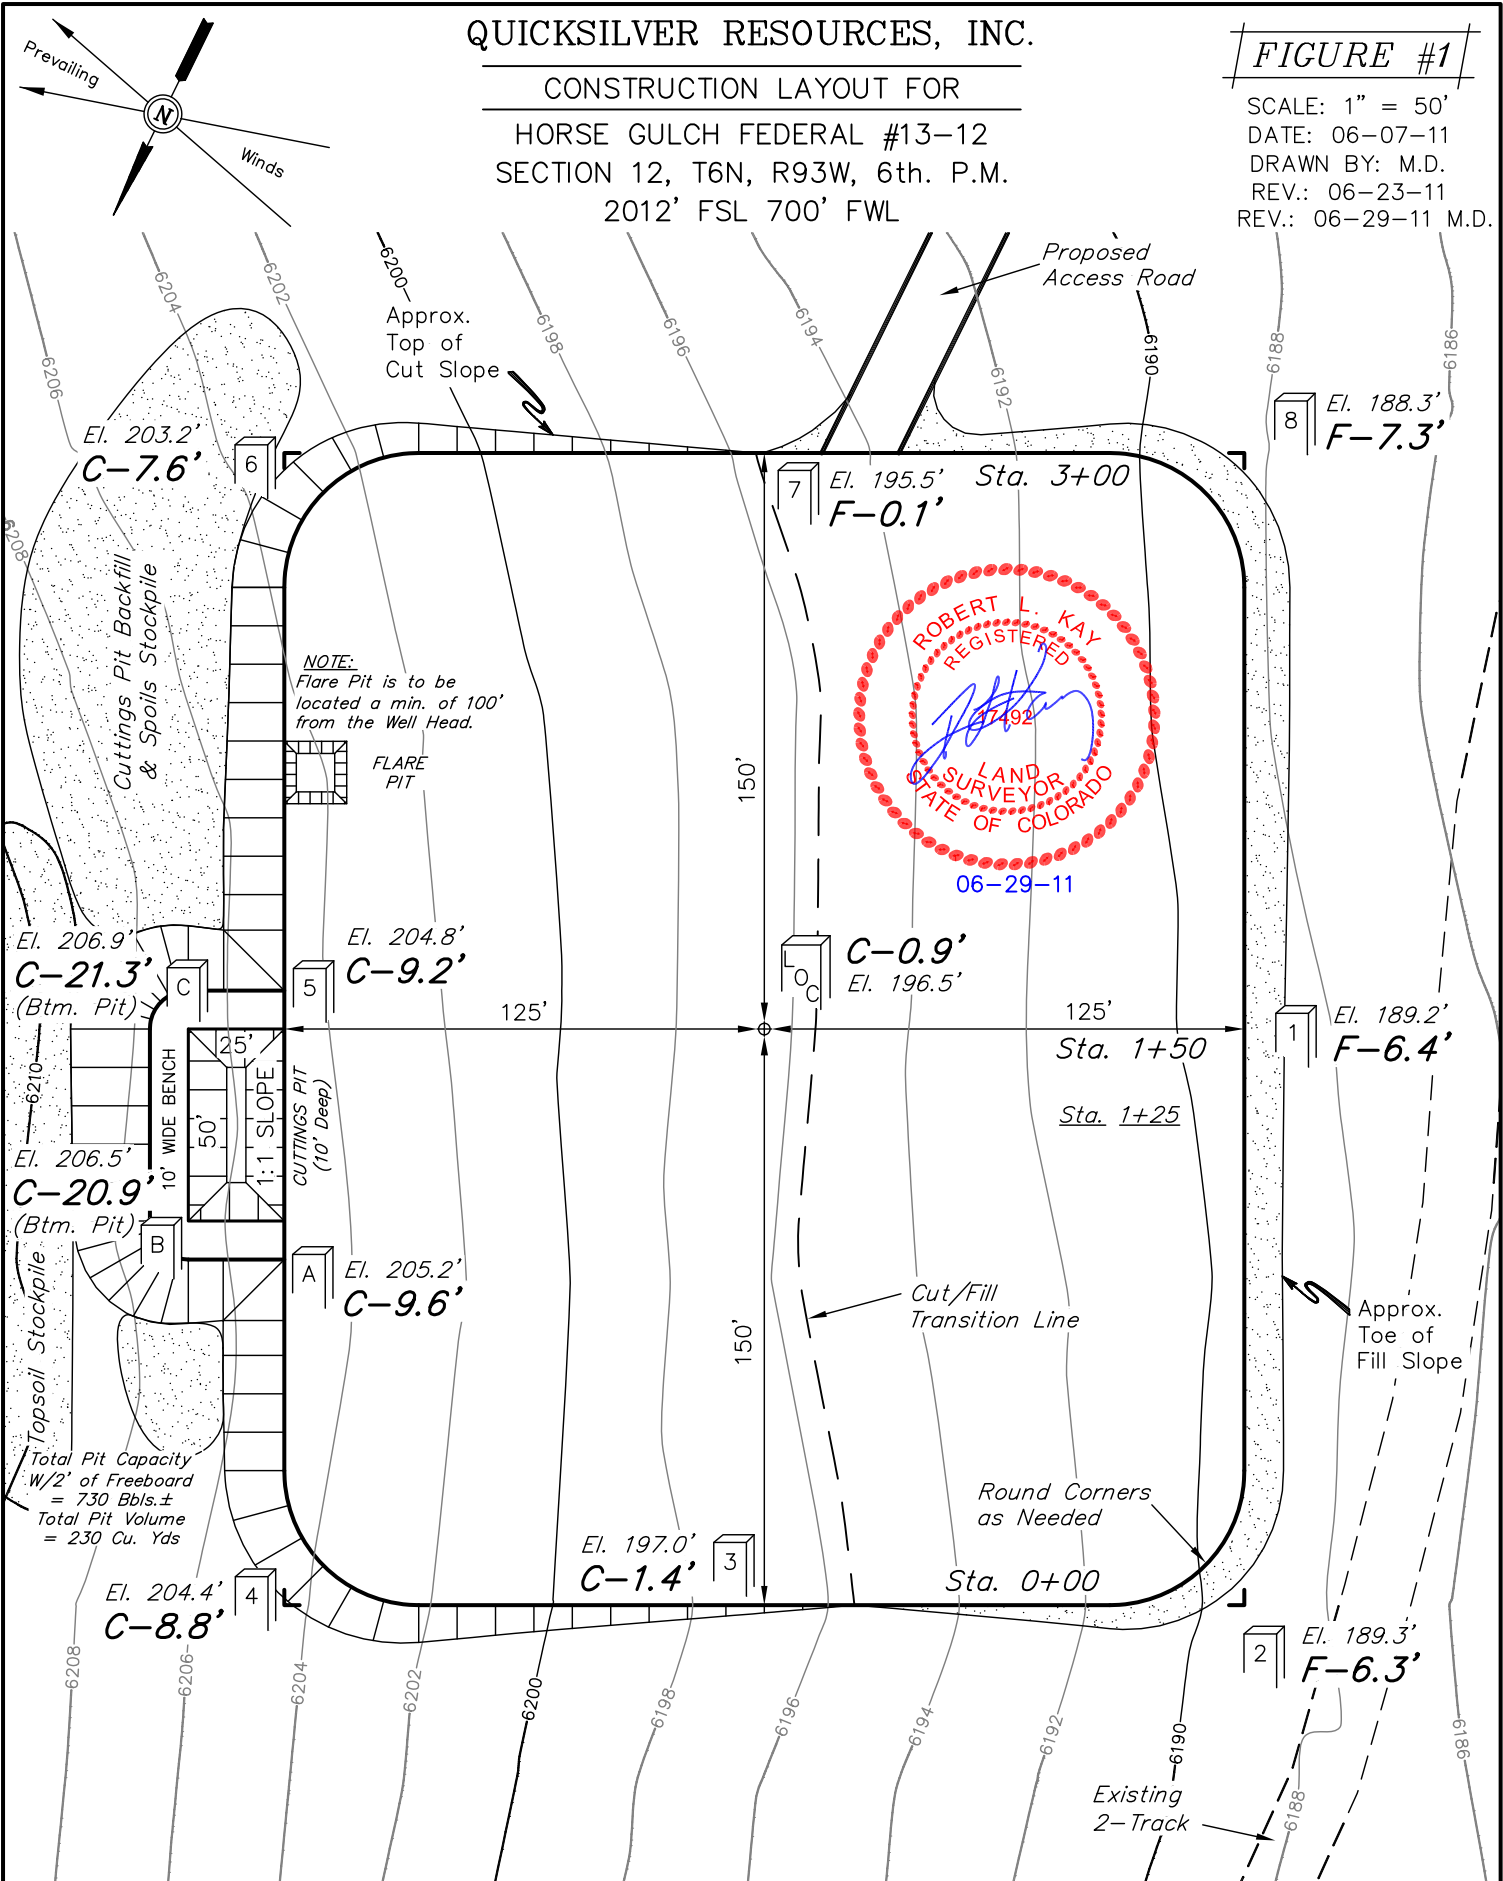 QUICKSILVER RESOURCES, INC.
CONSTRUCTION LAYOUT FOR
HORSE GULCH FEDERAL #13-12
SECTION 12, T6N, R93W, 6th. P.M.
2012' FSL 700' FWL
FIGURE #1
SCALE: 1" = 50'
DATE: 06-07-11
DRAWN BY: M.D.
REV.: 06-23-11
REV.: 06-29-11 M.D.
Prevailing
Winds
N
6206
6204
6202
6200
6198
6196
6194
6192
6190
6188
6186
Proposed
Access Road
Approx.
Top of
Cut Slope
El. 203.2'
C-7.6'
6
7
El. 195.5'
F-0.1'
Sta. 3+00
8
El. 188.3'
F-7.3'
6208
Cuttings Pit Backfill
& Spoils Stockpile
NOTE:
Flare Pit is to be
located a min. of 100'
from the Well Head.
FLARE
PIT
150'
ROBERT L. KAY
REGISTERED
17492
LAND
SURVEYOR
STATE OF COLORADO
06-29-11
El. 206.9'
C-21.3'
(Btm. Pit)
C
5
El. 204.8'
C-9.2'
LOC
C-0.9'
El. 196.5'
125'
125'
Sta. 1+50
1
El. 189.2'
F-6.4'
Sta. 1+25
6210
25'
50'
10' WIDE BENCH
1:1 SLOPE
CUTTINGS PIT
(10' Deep)
El. 206.5'
C-20.9'
(Btm. Pit)
B
A
El. 205.2'
C-9.6'
150'
Cut/Fill
Transition Line
Approx.
Toe of
Fill Slope
Topsoil Stockpile
Total Pit Capacity
W/2' of Freeboard
= 730 Bbls.±
Total Pit Volume
= 230 Cu. Yds
Round Corners
as Needed
El. 197.0'
C-1.4'
3
Sta. 0+00
El. 204.4'
C-8.8'
4
2
El. 189.3'
F-6.3'
6208
6206
6204
6202
6200
6198
6196
6194
6192
6190
6188
6186
Existing
2-Track